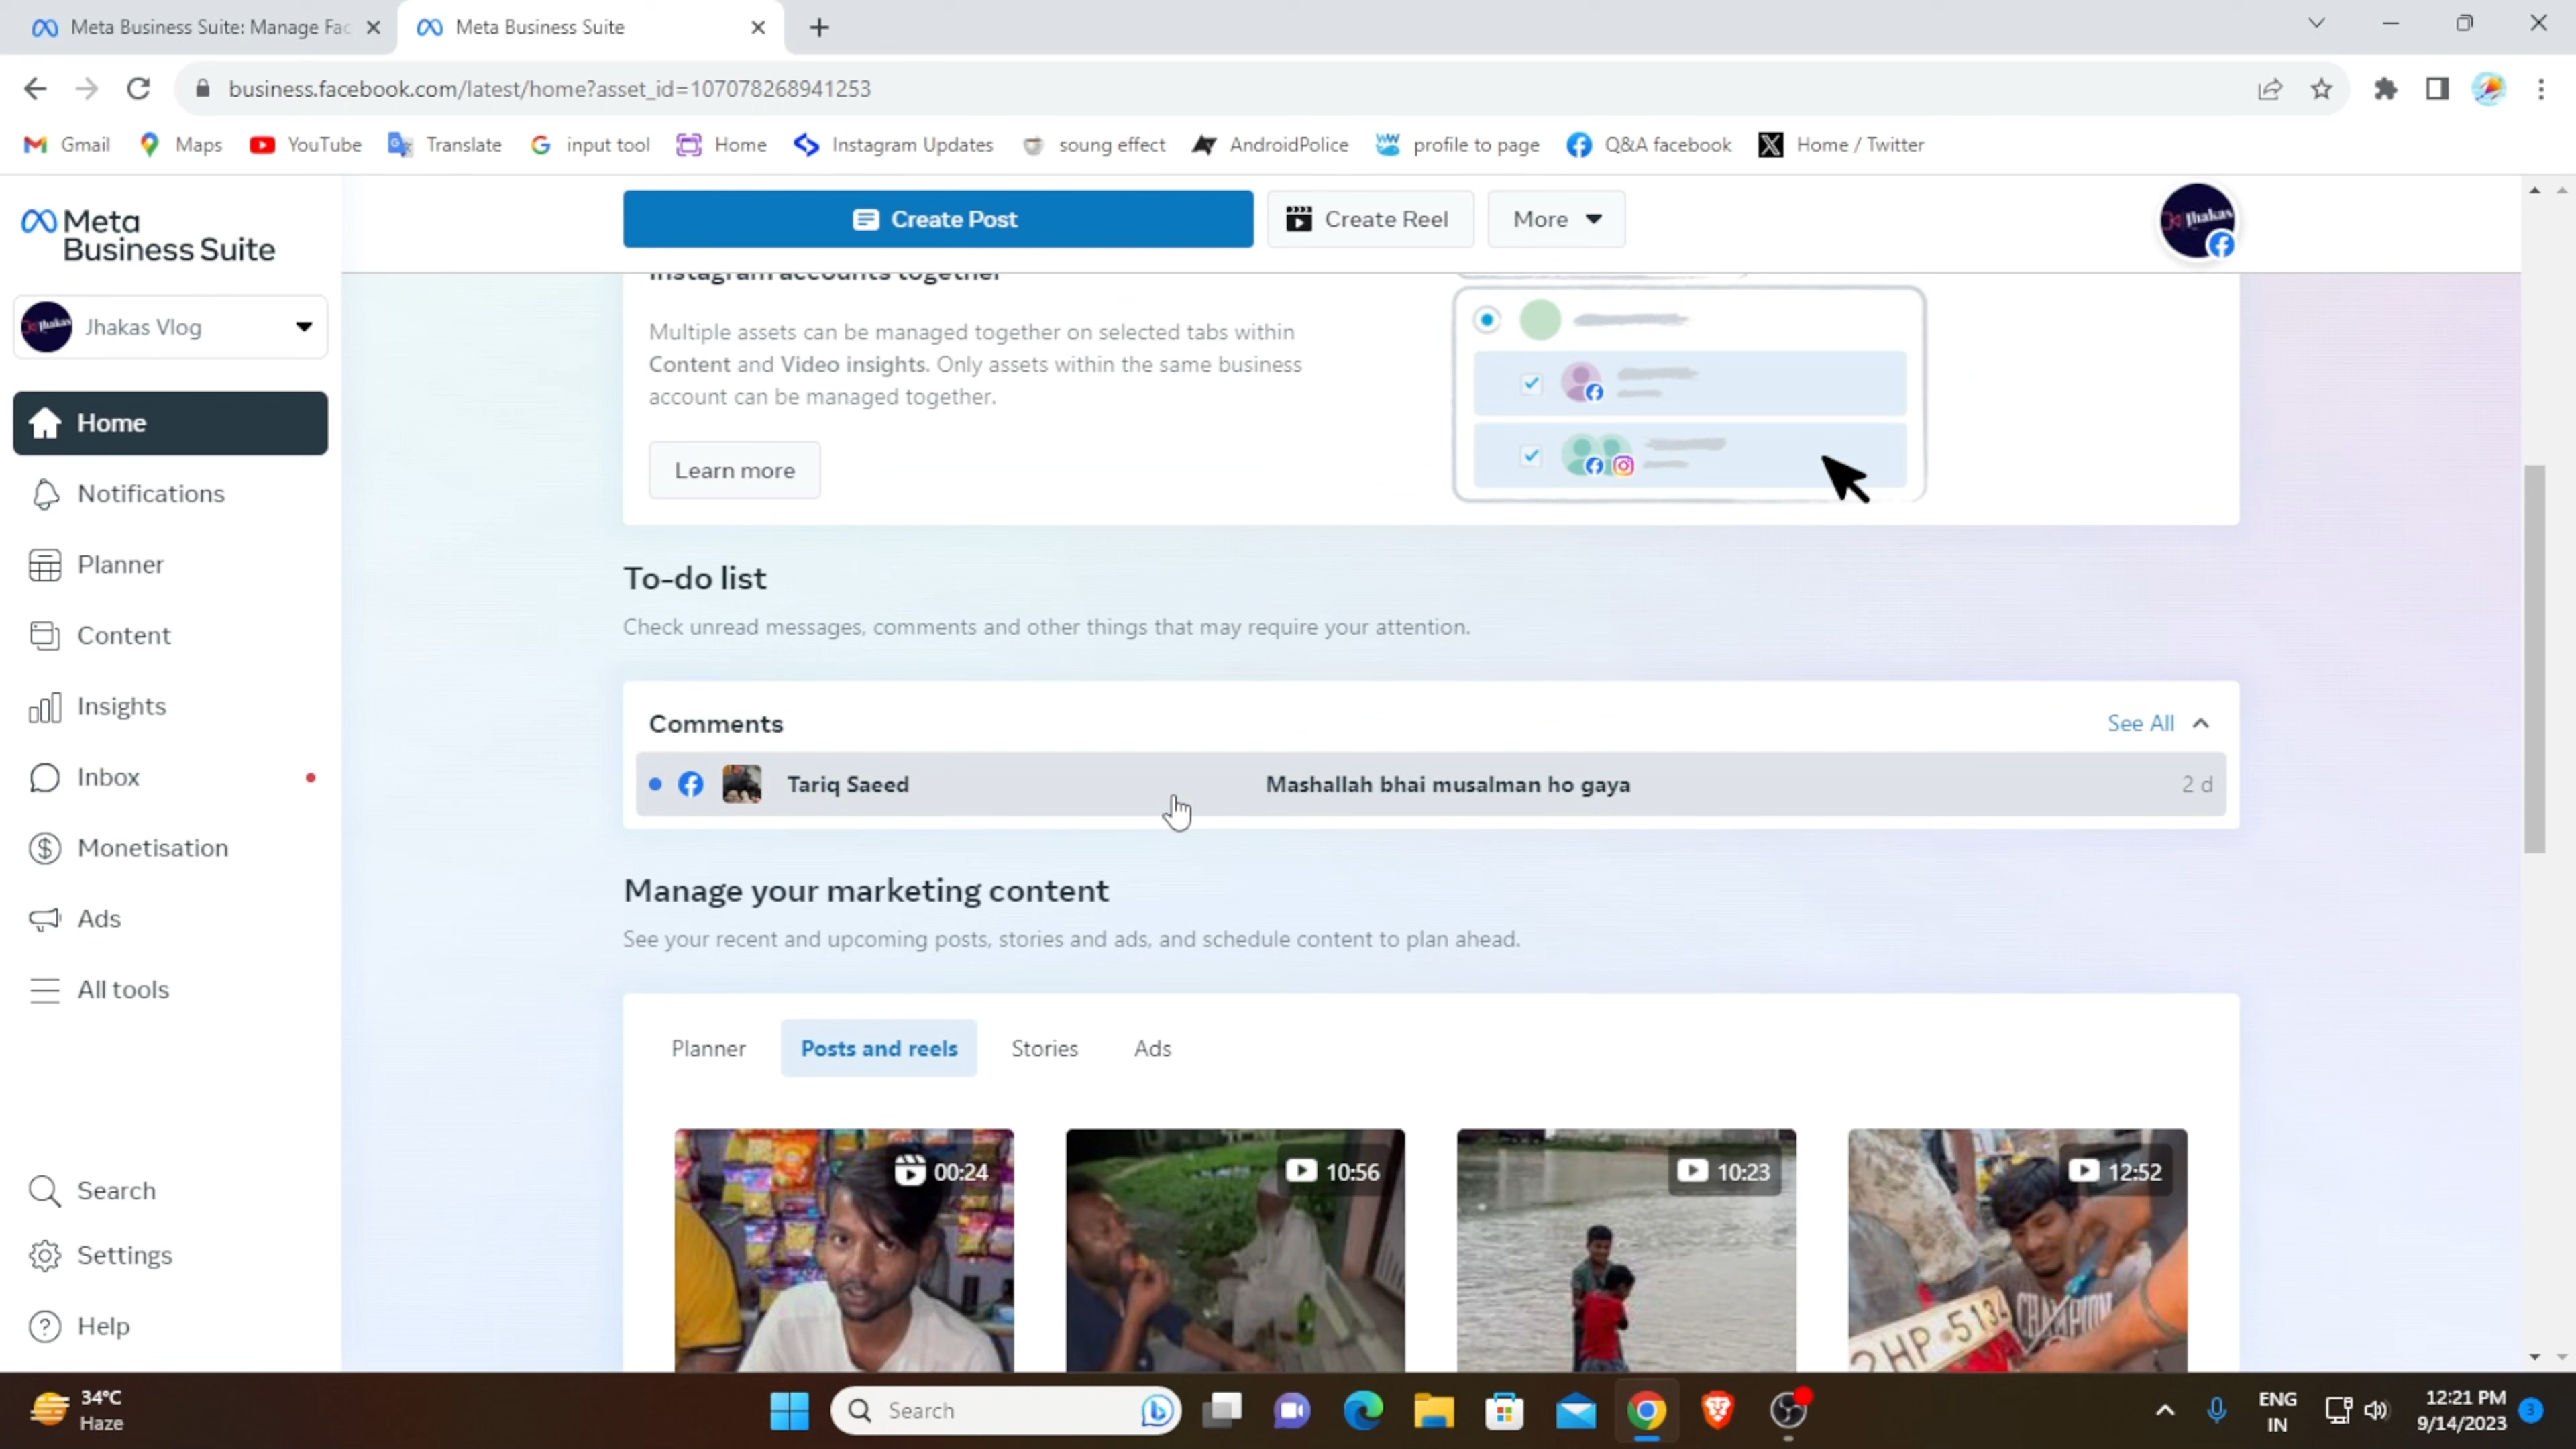 Meta Business Suite: Manage Fac
Meta Business Suite
business.facebook.com/latest/home?asset_id=107078268941253
Gmail
Maps
YouTube
Translate
input tool
Home
Instagram Updates
soung effect
AndroidPolice
profile to page
Q&A facebook
Home / Twitter
Meta
Business Suite
Create Post
Create Reel
More
Jhakas
Jhakas Vlog
Home
Notifications
Planner
Content
Insights
Inbox
Monetisation
Ads
All tools
Search
Settings
Help
Instagram accounts together
Multiple assets can be managed together on selected tabs within
Content and Video insights. Only assets within the same business
account can be managed together.
Learn more
To-do list
Check unread messages, comments and other things that may require your attention.
Comments
See All
Tariq Saeed
Mashallah bhai musalman ho gaya
2 d
Manage your marketing content
See your recent and upcoming posts, stories and ads, and schedule content to plan ahead.
Planner
Posts and reels
Stories
Ads
00:24
10:56
10:23
12:52
CHAMPION
2HP 5134
34°C
Haze
Search
ENG
IN
12:21 PM
9/14/2023
3